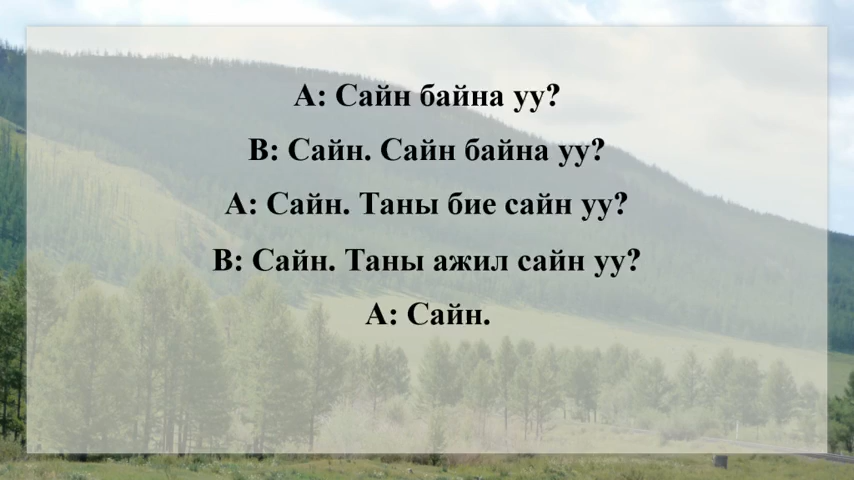 А: Сайн байна уу?
В: Сайн. Сайн байна уу?
А: Сайн. Таны бие сайн уу?
В: Сайн. Таны ажил сайн уу?
А: Сайн.